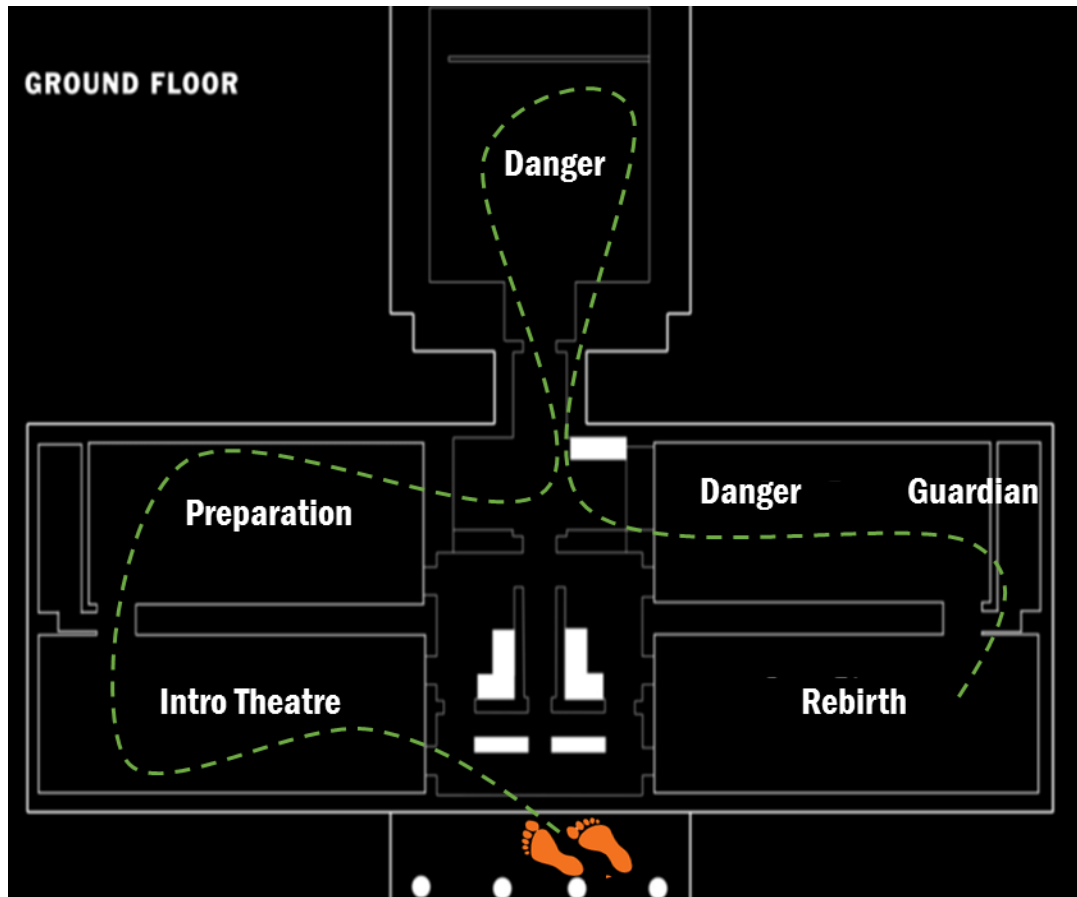 GROUND FLOOR
Danger
Danger
Guardian
Preparation
Intro Theatre
Rebirth